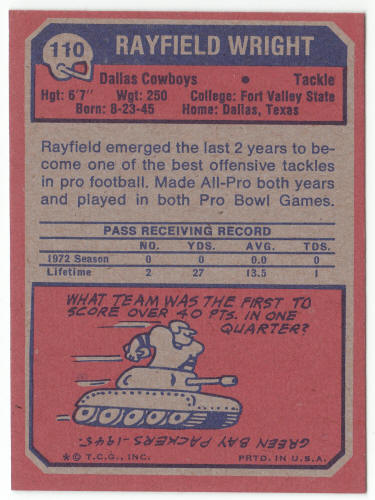 110
RAYFIELD WRIGHT
Dallas Cowboys • Tackle
Hgt: 6'7" Wgt: 250 College: Fort Valley State
Born: 8-23-45 Home: Dallas, Texas
Rayfield emerged the last 2 years to be-
come one of the best offensive tackles
in pro football. Made All-Pro both years
and played in both Pro Bowl Games.
PASS RECEIVING RECORD
NO. YDS. AVG. TDS
1972 Season 0 0 0.0 0
Lifetime 2 27 13.5 1
WHAT TEAM WAS THE FIRST TO
SCORE OVER 40 PTS. IN ONE
QUARTER?
GREEN BAY PACKERS-1945.
* © T.C.G., INC. PRTD. IN U.S.A.